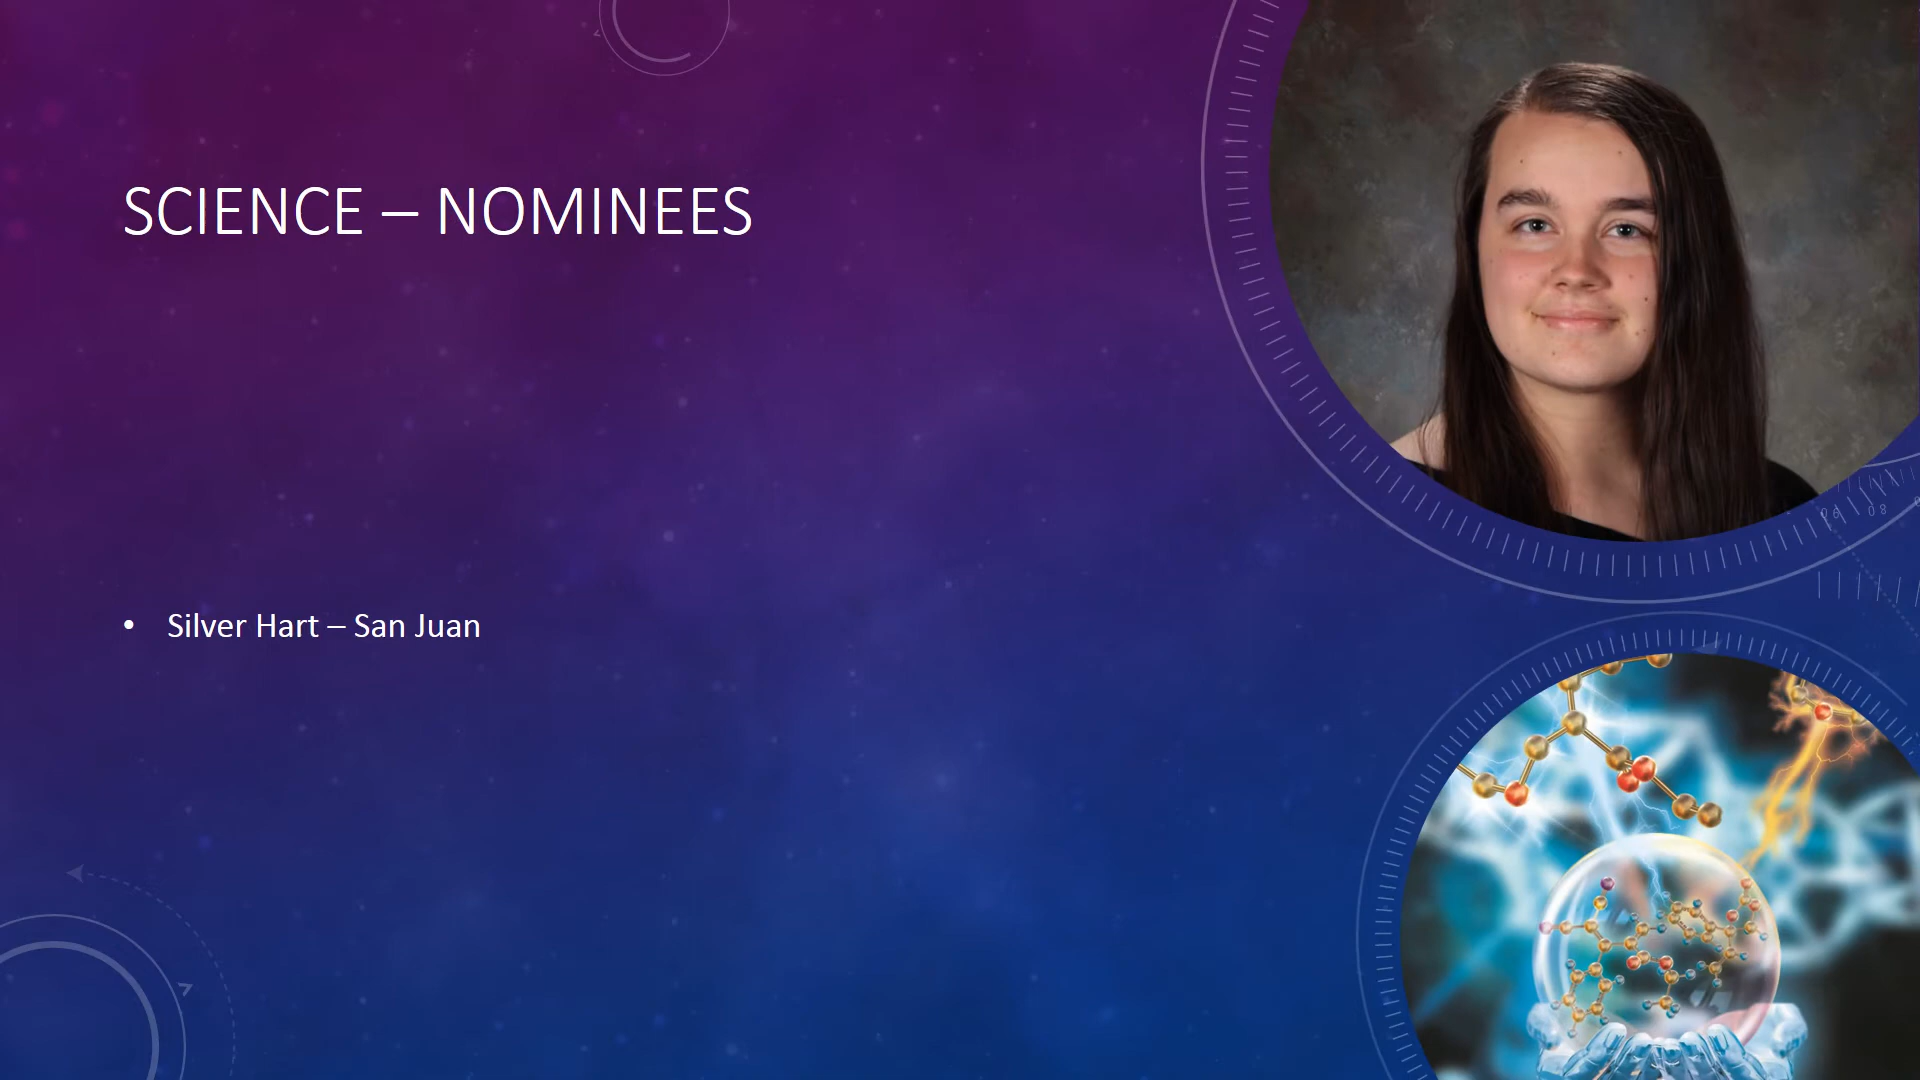 SCIENCE – NOMINEES
• Silver Hart – San Juan